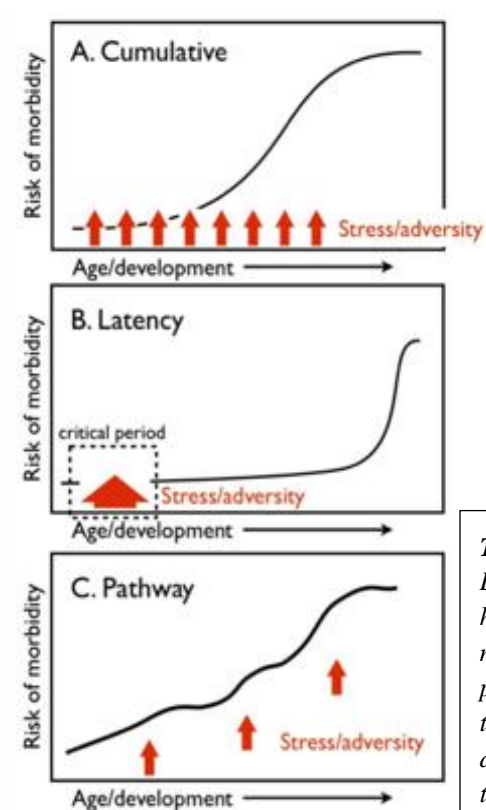 A. Cumulative
Risk of morbidity
Stress/adversity
Age/development
B. Latency
Risk of morbidity
critical period
Stress/adversity
Age/development
C. Pathway
Risk of morbidity
Stress/adversity
Age/development